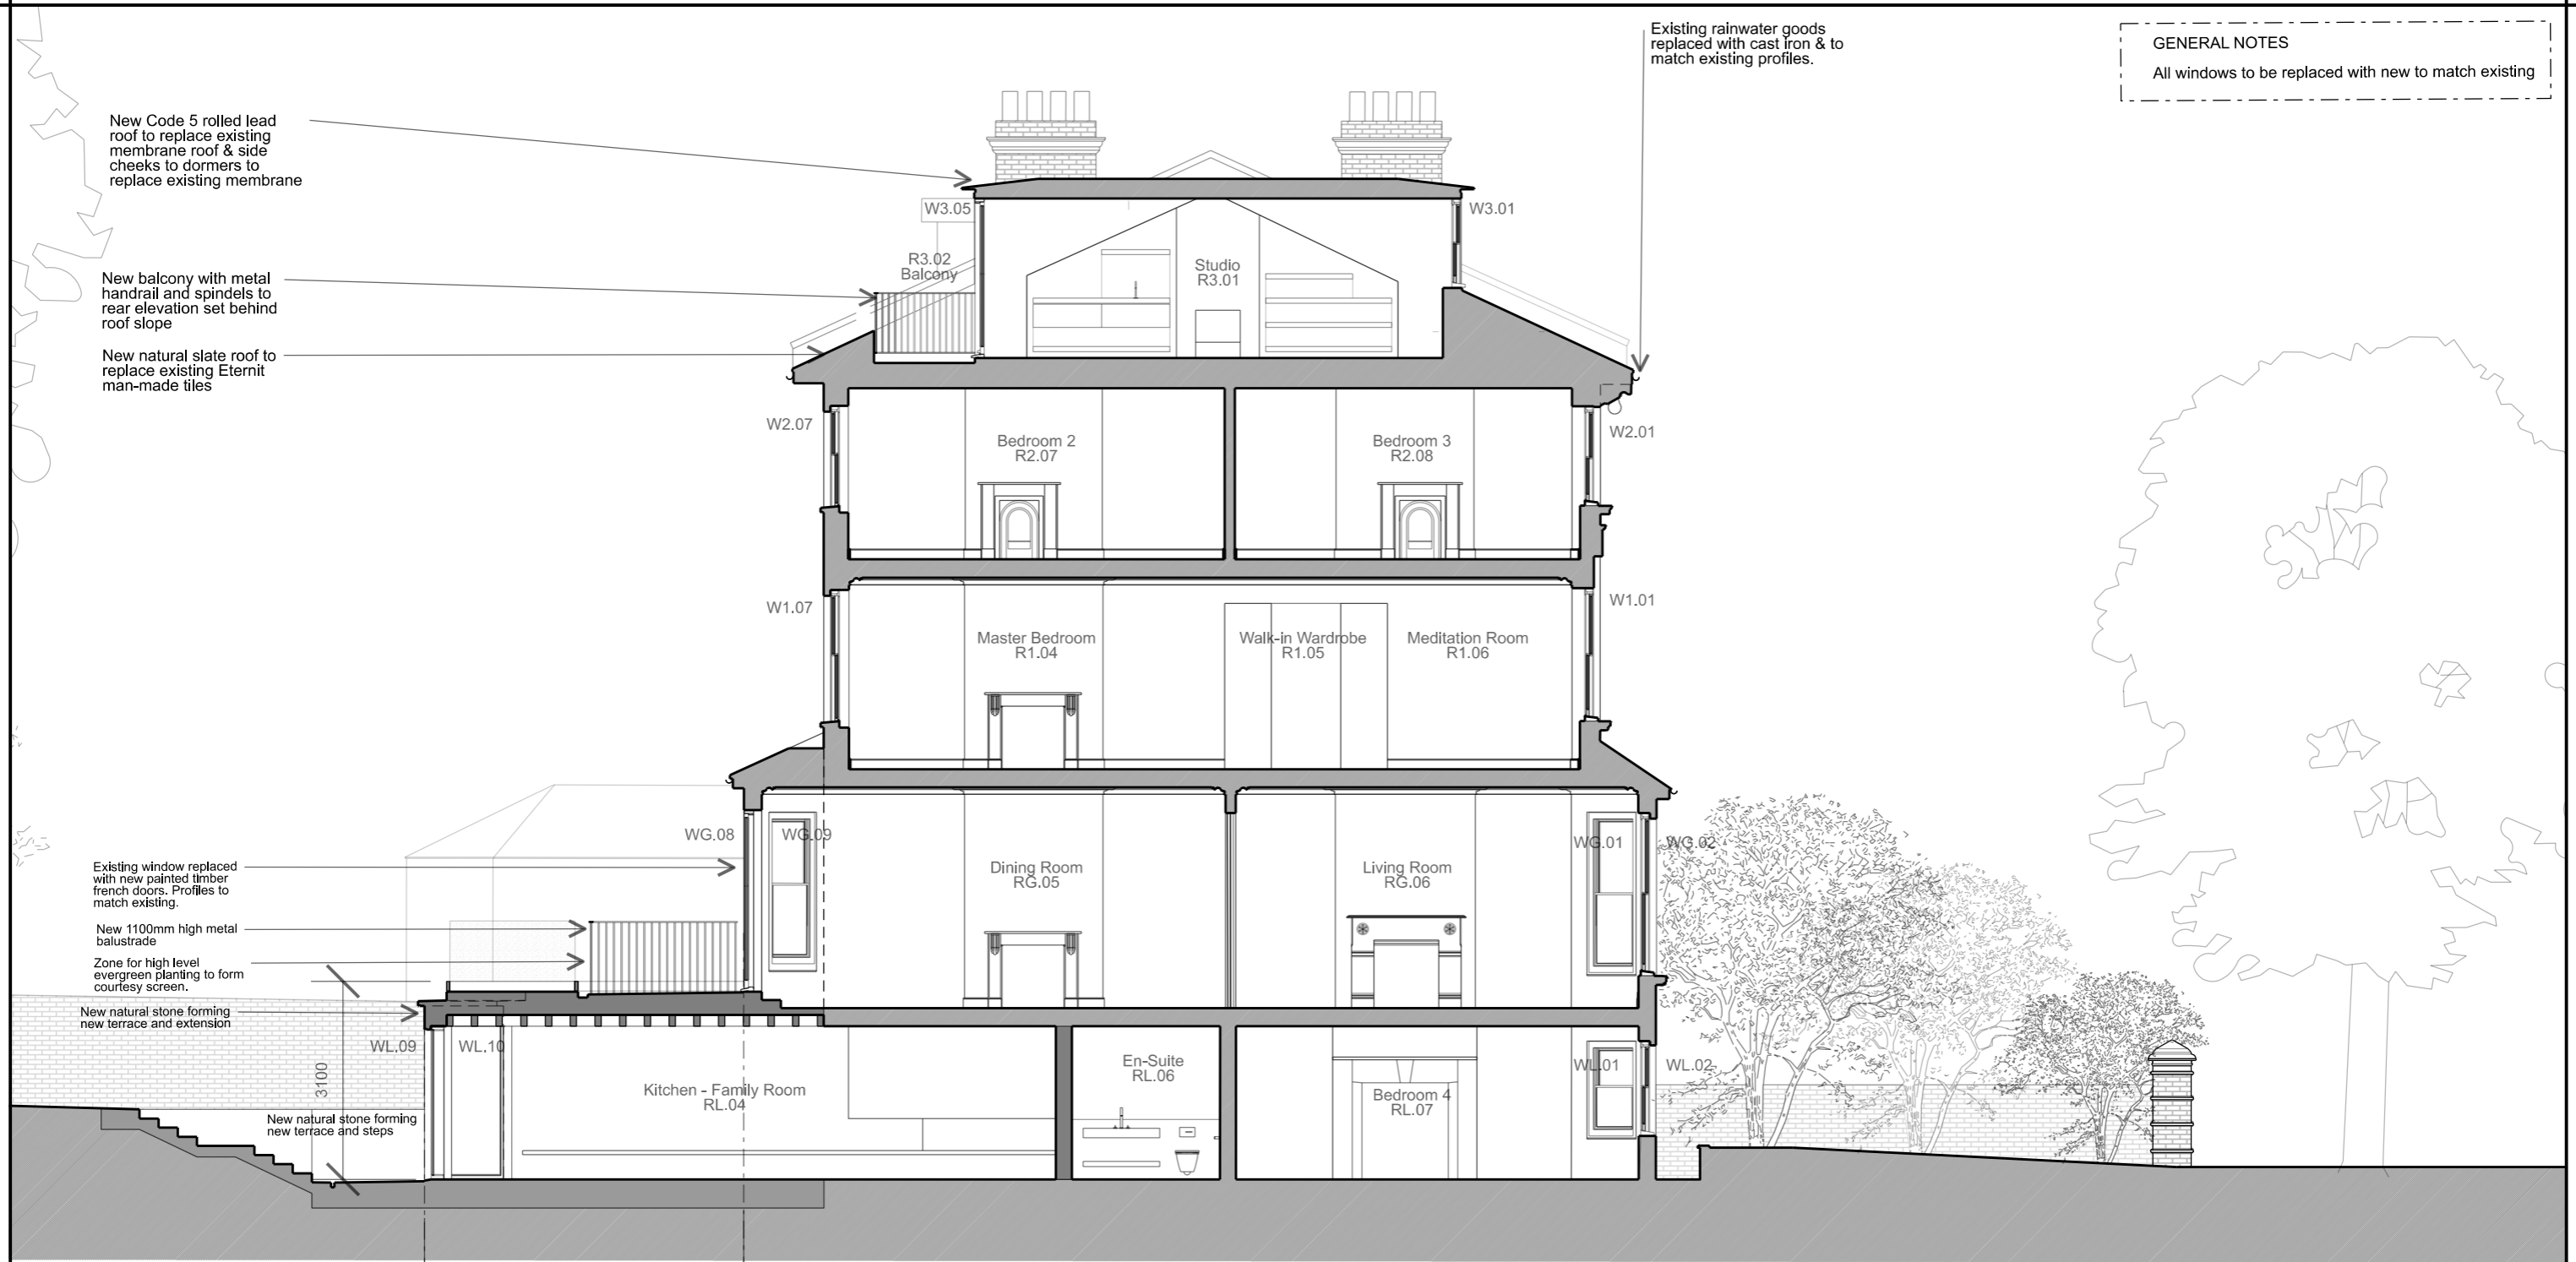 Existing rainwater goods
replaced with cast iron & to
match existing profiles.
GENERAL NOTES
All windows to be replaced with new to match existing
New Code 5 rolled lead
roof to replace existing
membrane roof & side
cheeks to dormers to
replace existing membrane
W3.05
W3.01
R3.02
Balcony
Studio
R3.01
New balcony with metal
handrail and spindels to
rear elevation set behind
roof slope
New natural slate roof to
replace existing Eternit
man-made tiles
W2.07
Bedroom 2
R2.07
Bedroom 3
R2.08
W2.01
W1.07
W1.01
Master Bedroom
R1.04
Walk-in Wardrobe
R1.05
Meditation Room
R1.06
WG.08
WG.09
WG.01
WG.02
Existing window replaced
with new painted timber
french doors. Profiles to
match existing.
Dining Room
RG.05
Living Room
RG.06
New 1100mm high metal
balustrade
Zone for high level
evergreen planting to form
courtesy screen.
New natural stone forming
new terrace and extension
WL.09
WL.10
En-Suite
RL.06
WL.01
WL.02
3100
Kitchen - Family Room
RL.04
Bedroom 4
RL.07
New natural stone forming
new terrace and steps